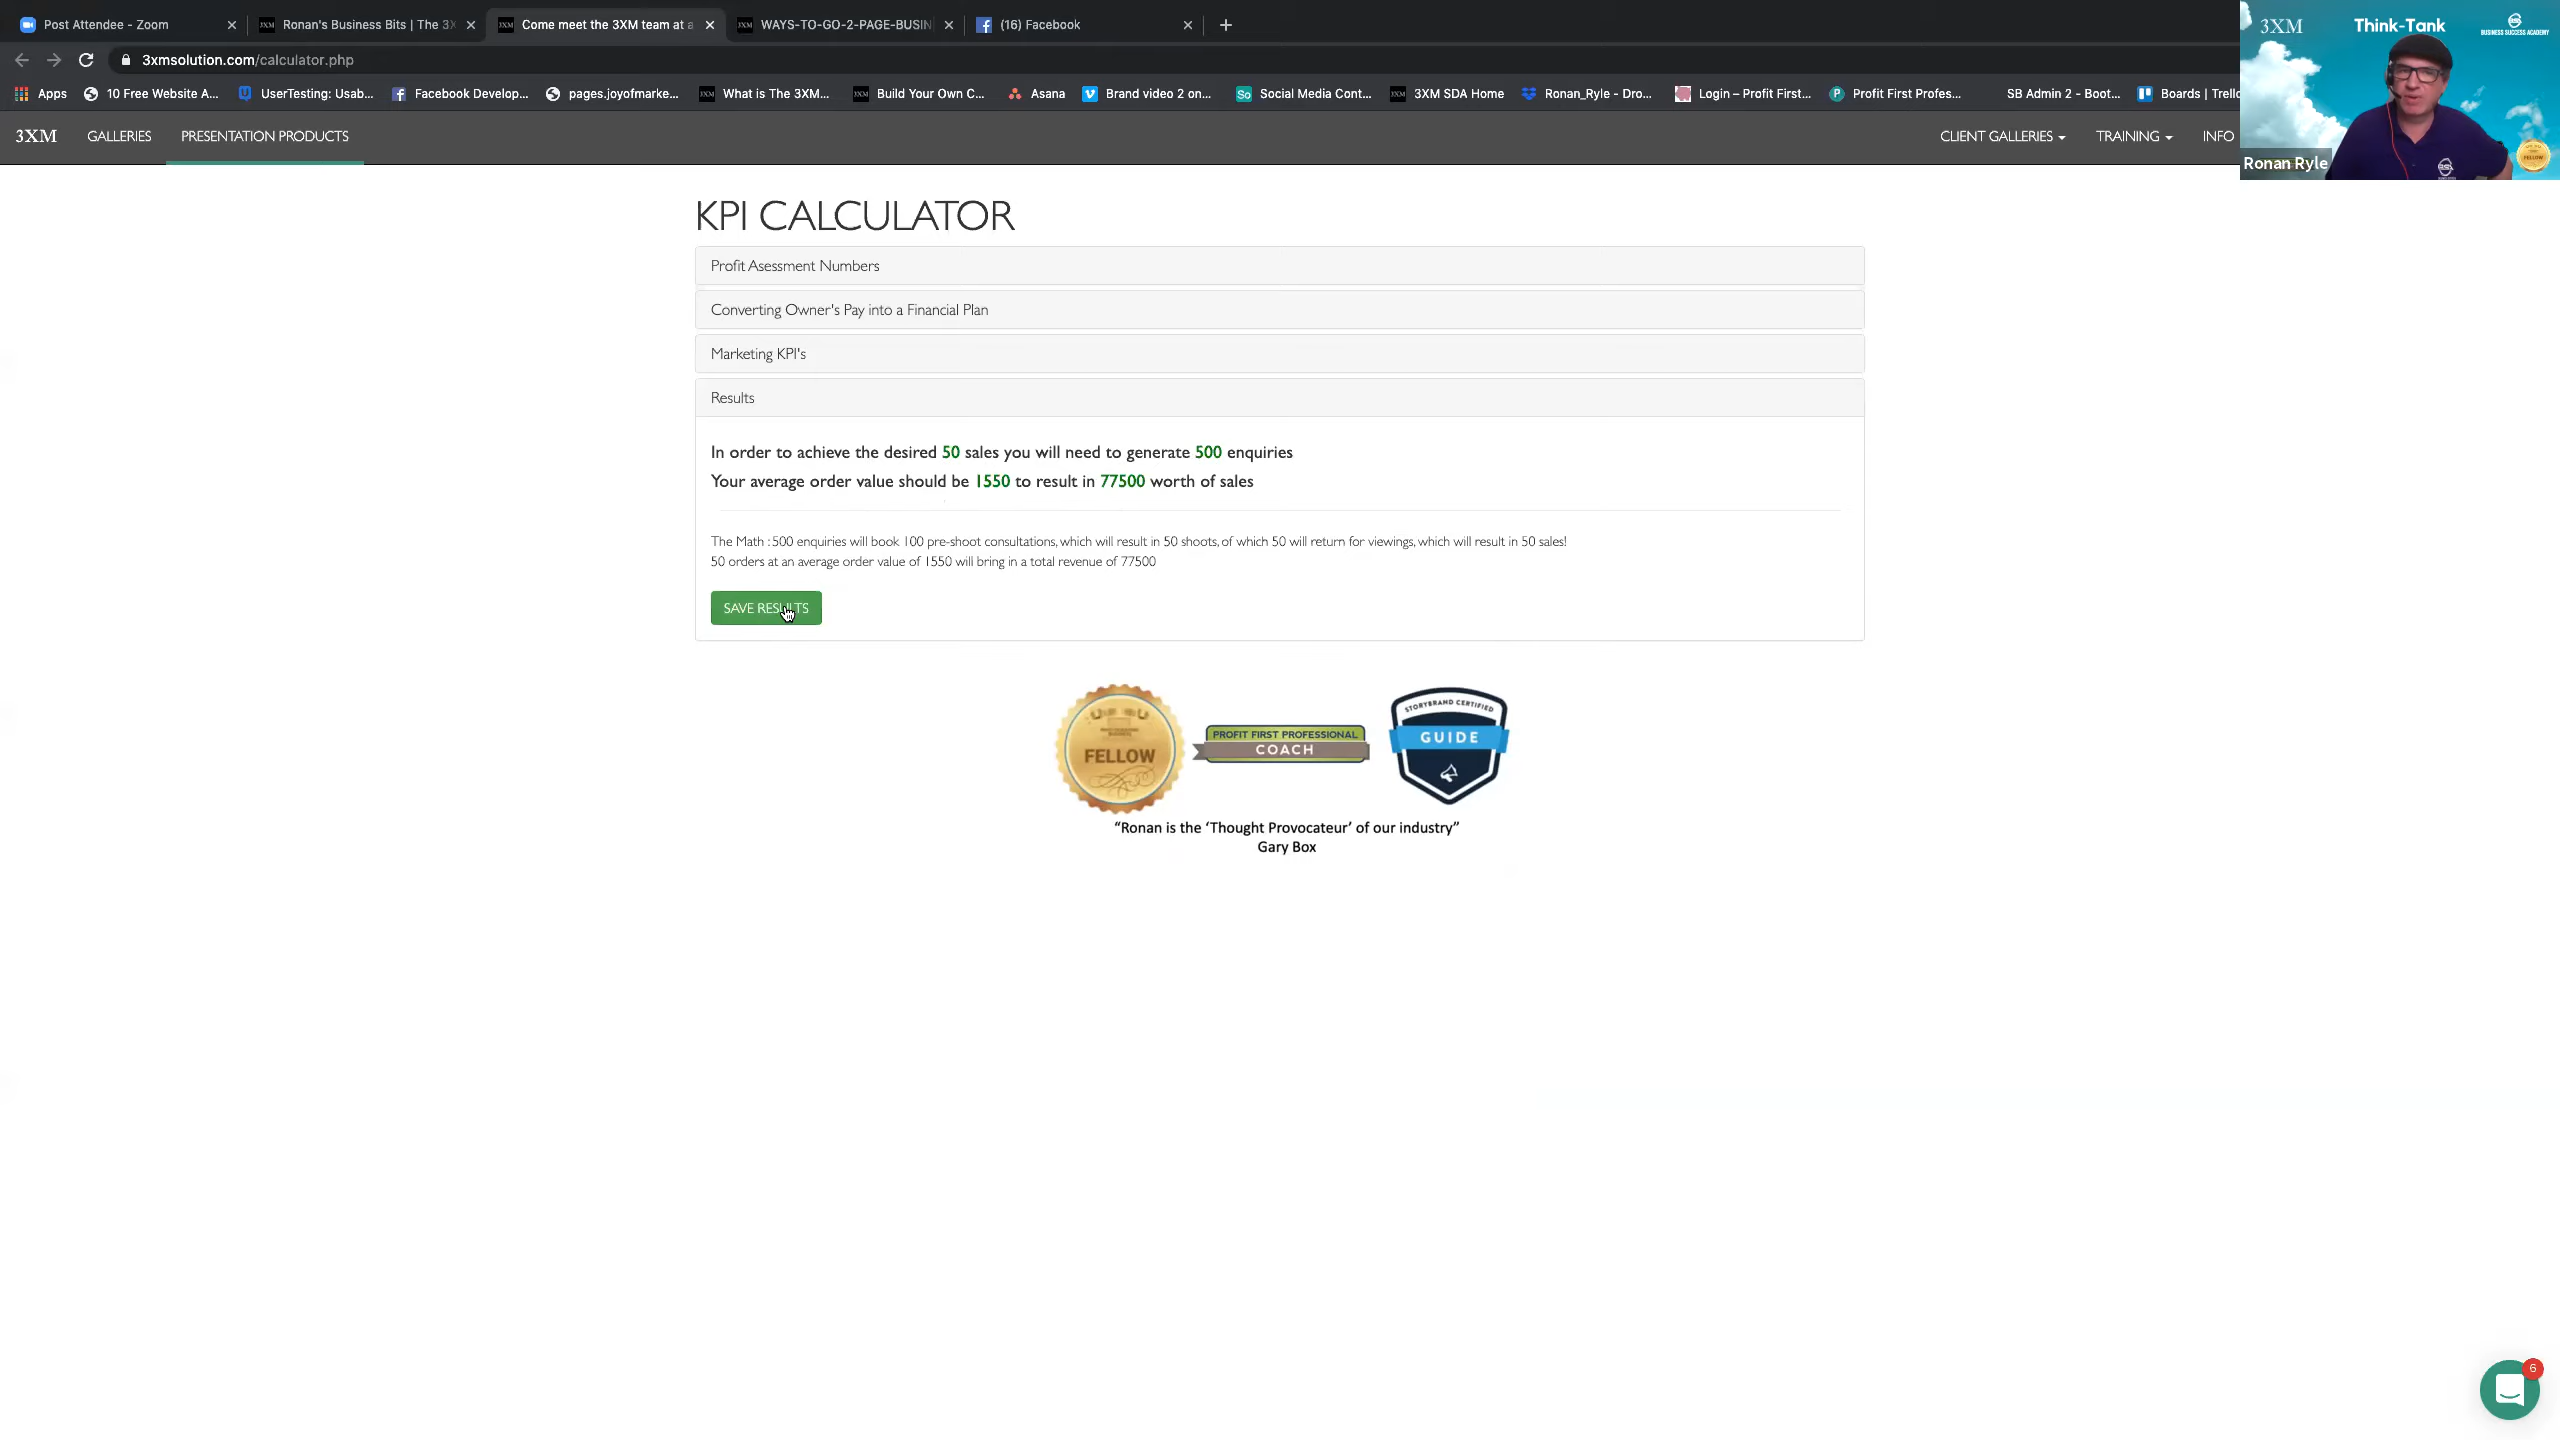 Post Attendee - Zoom
Ronan's Business Bits | The 3X
Come meet the 3XM team at a
WAYS-TO-GO-2-PAGE-BUSIN
(16) Facebook
3xmsolution.com/calculator.php
Apps
10 Free Website A...
UserTesting: Usab...
Facebook Develop...
pages.joyofmarke...
What is The 3XM...
Build Your Own C...
Asana
Brand video 2 on...
Social Media Cont...
3XM SDA Home
Ronan_Ryle - Dro...
Login – Profit First...
Profit First Profes...
SB Admin 2 - Boot...
Boards | Trello
3XM
Think-Tank
BUSINESS SUCCESS ACADEMY
FELLOW
Ronan Ryle
3XM
GALLERIES
PRESENTATION PRODUCTS
CLIENT GALLERIES
TRAINING
INFO
KPI CALCULATOR
Profit Asessment Numbers
Converting Owner's Pay into a Financial Plan
Marketing KPI's
Results
In order to achieve the desired 50 sales you will need to generate 500 enquiries
Your average order value should be 1550 to result in 77500 worth of sales
The Math : 500 enquiries will book 100 pre-shoot consultations, which will result in 50 shoots, of which 50 will return for viewings, which will result in 50 sales!
50 orders at an average order value of 1550 will bring in a total revenue of 77500
SAVE RESULTS
FELLOW
PROFIT FIRST PROFESSIONAL
COACH
STORYBRAND CERTIFIED
GUIDE
“Ronan is the ‘Thought Provocateur’ of our industry”
Gary Box
6